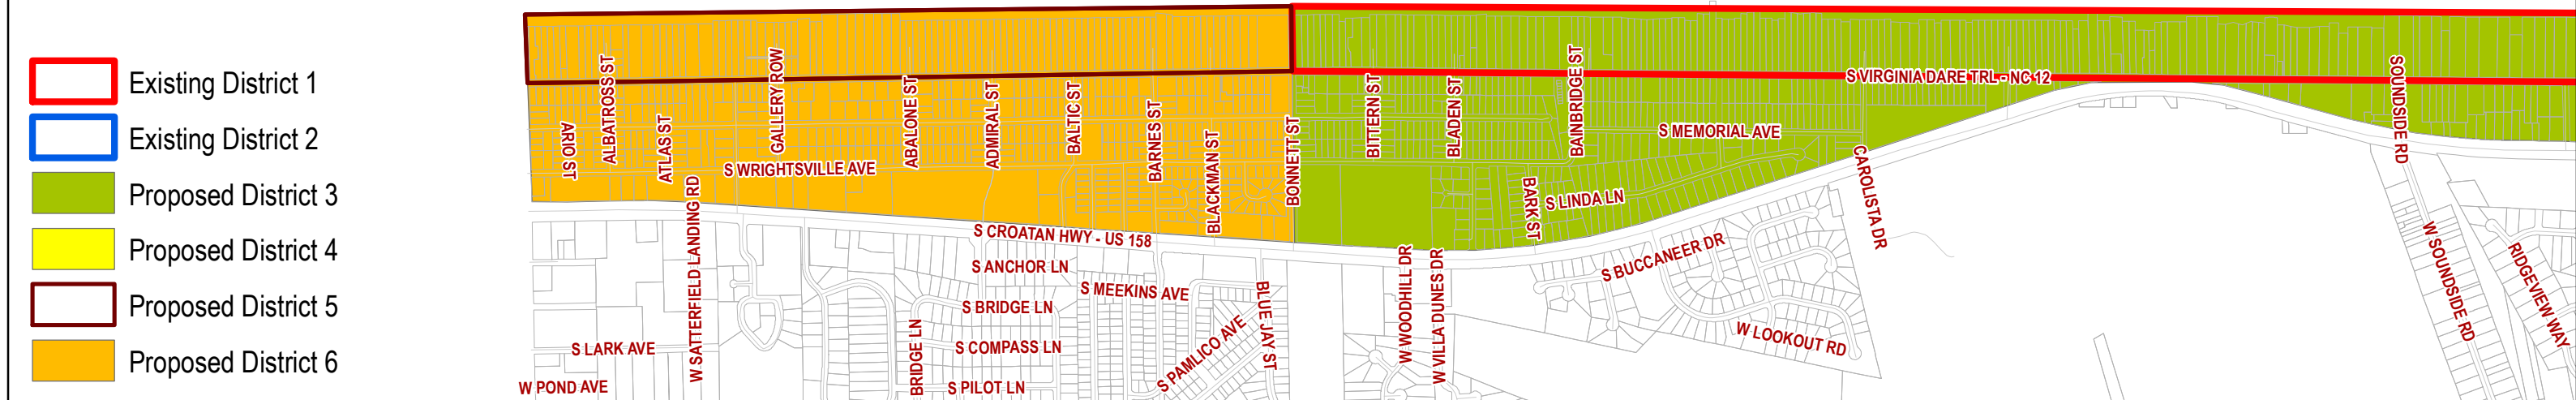 Existing District 1
Existing District 2
Proposed District 3
Proposed District 4
Proposed District 5
Proposed District 6
ARIOI ST
ALBATROSS ST
ATLAS ST
W SATTERFIELD LANDING RD
GALLERY ROW
S WRIGHTSVILLE AVE
ABALONE ST
ADMIRAL ST
BALTIC ST
BARNES ST
BLACKMAN ST
BONNETT ST
BITTERN ST
BLADEN ST
BAINBRIDGE ST
S VIRGINIA DARE TRL - NC 12
S MEMORIAL AVE
BARK ST
S LINDA LN
CAROLISTA DR
SOUNDSIDE RD
S CROATAN HWY - US 158
S ANCHOR LN
S MEEKINS AVE
S BRIDGE LN
BRIDGE LN
S COMPASS LN
S PILOT LN
S PAMLICO AVE
BLUE JAY ST
S LARK AVE
W POND AVE
W WOODHILL DR
W VILLA DUNES DR
S BUCCANEER DR
W LOOKOUT RD
W SOUNDSIDE RD
RIDGEVIEW WAY